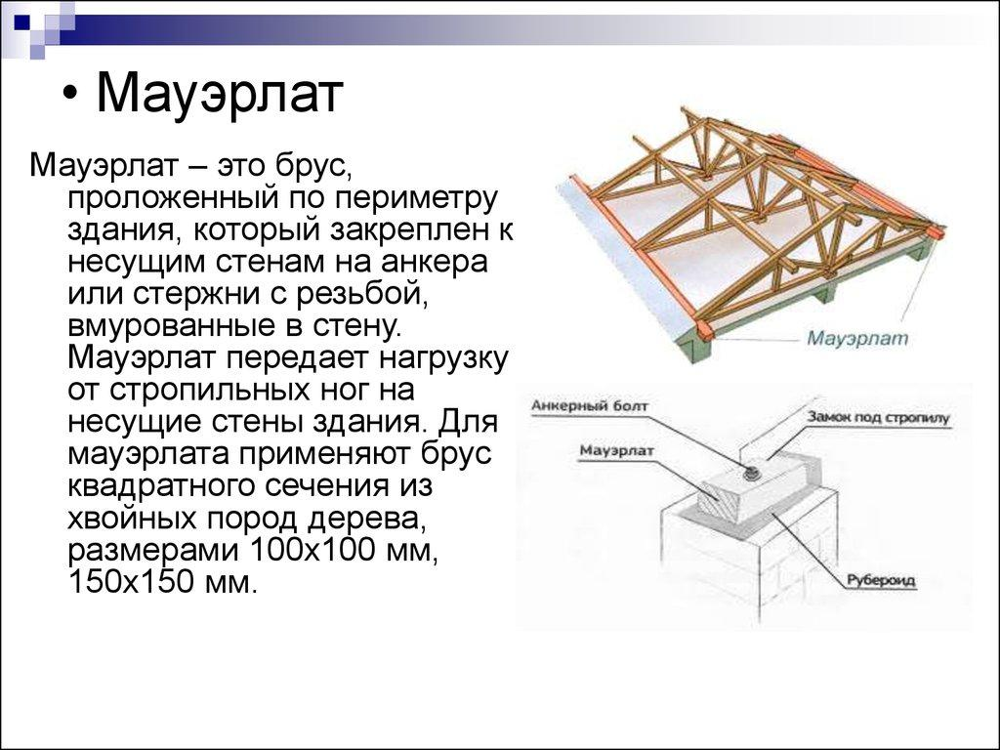 • Мауэрлат
Мауэрлат – это брус,
проложенный по периметру
здания, который закреплен к
несущим стенам на анкера
или стержни с резьбой,
вмурованные в стену.
Мауэрлат передает нагрузку
от стропильных ног на
несущие стены здания. Для
мауэрлата применяют брус
квадратного сечения из
хвойных пород дерева,
размерами 100х100 мм,
150х150 мм.
Мауэрлат
Анкерный болт
Замок под стропилу
Мауэрлат
Рубероид